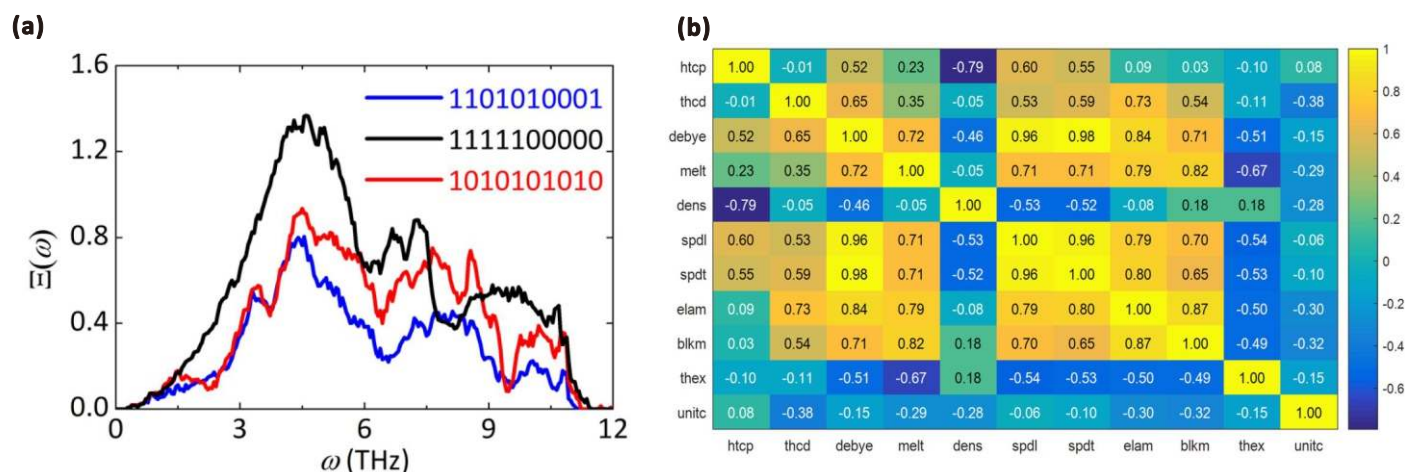 (a)
1.6
1.2
0.8
0.4
0.0
Ξ(ω)
1101010001
1111100000
1010101010
0 3 6 9 12
ω (THz)
(b)
htcp 1.00 -0.01 0.52 0.23 -0.79 0.60 0.55 0.09 0.03 -0.10 0.08
thcd -0.01 1.00 0.65 0.35 -0.05 0.53 0.59 0.73 0.54 -0.11 -0.38
debye 0.52 0.65 1.00 0.72 -0.46 0.96 0.98 0.84 0.71 -0.51 -0.15
melt 0.23 0.35 0.72 1.00 -0.05 0.71 0.71 0.79 0.82 -0.67 -0.29
dens -0.79 -0.05 -0.46 -0.05 1.00 -0.53 -0.52 -0.08 0.18 0.18 -0.28
spdl 0.60 0.53 0.96 0.71 -0.53 1.00 0.96 0.79 0.70 -0.54 -0.06
spdt 0.55 0.59 0.98 0.71 -0.52 0.96 1.00 0.80 0.65 -0.53 -0.10
elam 0.09 0.73 0.84 0.79 -0.08 0.79 0.80 1.00 0.87 -0.50 -0.30
blkm 0.03 0.54 0.71 0.82 0.18 0.70 0.65 0.87 1.00 -0.49 -0.32
thex -0.10 -0.11 -0.51 -0.67 0.18 -0.54 -0.53 -0.50 -0.49 1.00 -0.15
unitc 0.08 -0.38 -0.15 -0.29 -0.28 -0.06 -0.10 -0.30 -0.32 -0.15 1.00
htcp thcd debye melt dens spdl spdt elam blkm thex unitc
1
0.8
0.6
0.4
0.2
0
-0.2
-0.4
-0.6